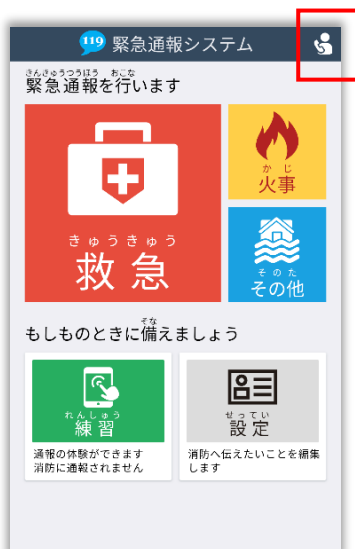 119 緊急通報システム
きんきゅうつうほう おこな
緊急通報を行います
きゅうきゅう
救急
かじ
火事
そのた
その他
そな
もしものときに備えましょう
れんしゅう
練習
通報の体験ができます
消防に通報されません
せってい
設定
消防へ伝えたいことを編集
します